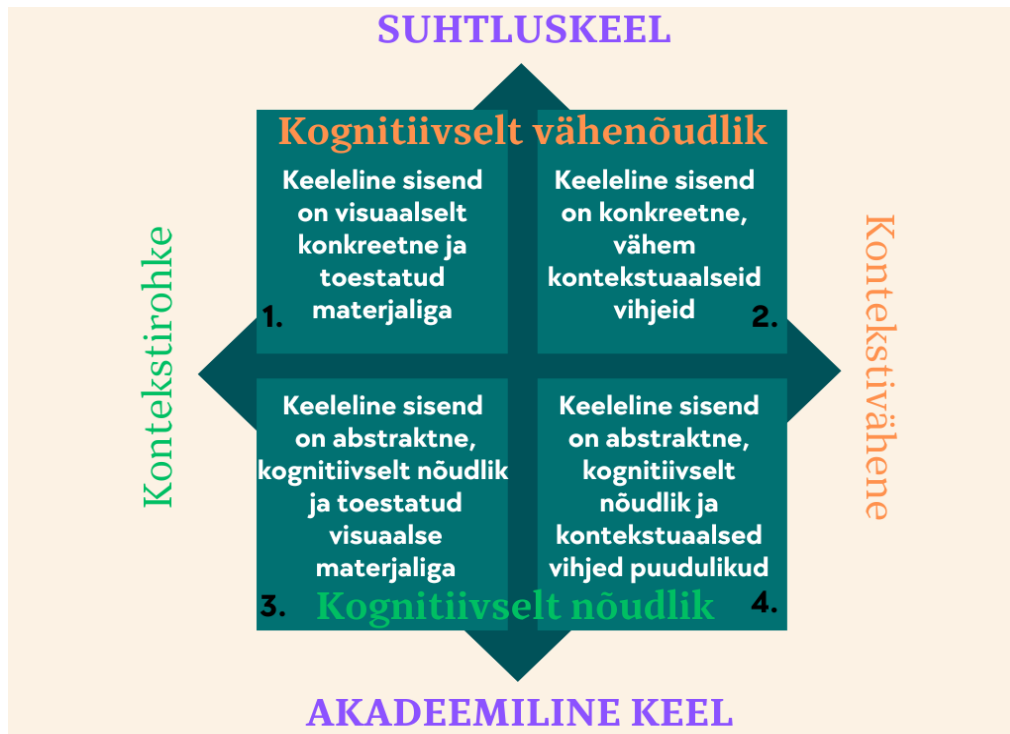 SUHTLUSKEEL
Kognitiivselt vähenõudlik
Keeleline sisend
on visuaalselt
konkreetne ja
toestatud
materjaliga
1.
Keeleline sisend
on konkreetne,
vähem
kontekstuaalseid
vihjeid
2.
Kontekstirohke
Kontekstivähene
Keeleline sisend
on abstraktne,
kognitiivselt nõudlik
ja toestatud
visuaalse
materjaliga
3.
Keeleline sisend
on abstraktne,
kognitiivselt
nõudlik ja
kontekstuaalsed
vihjed puudulikud
4.
Kognitiivselt nõudlik
AKADEEMILINE KEEL